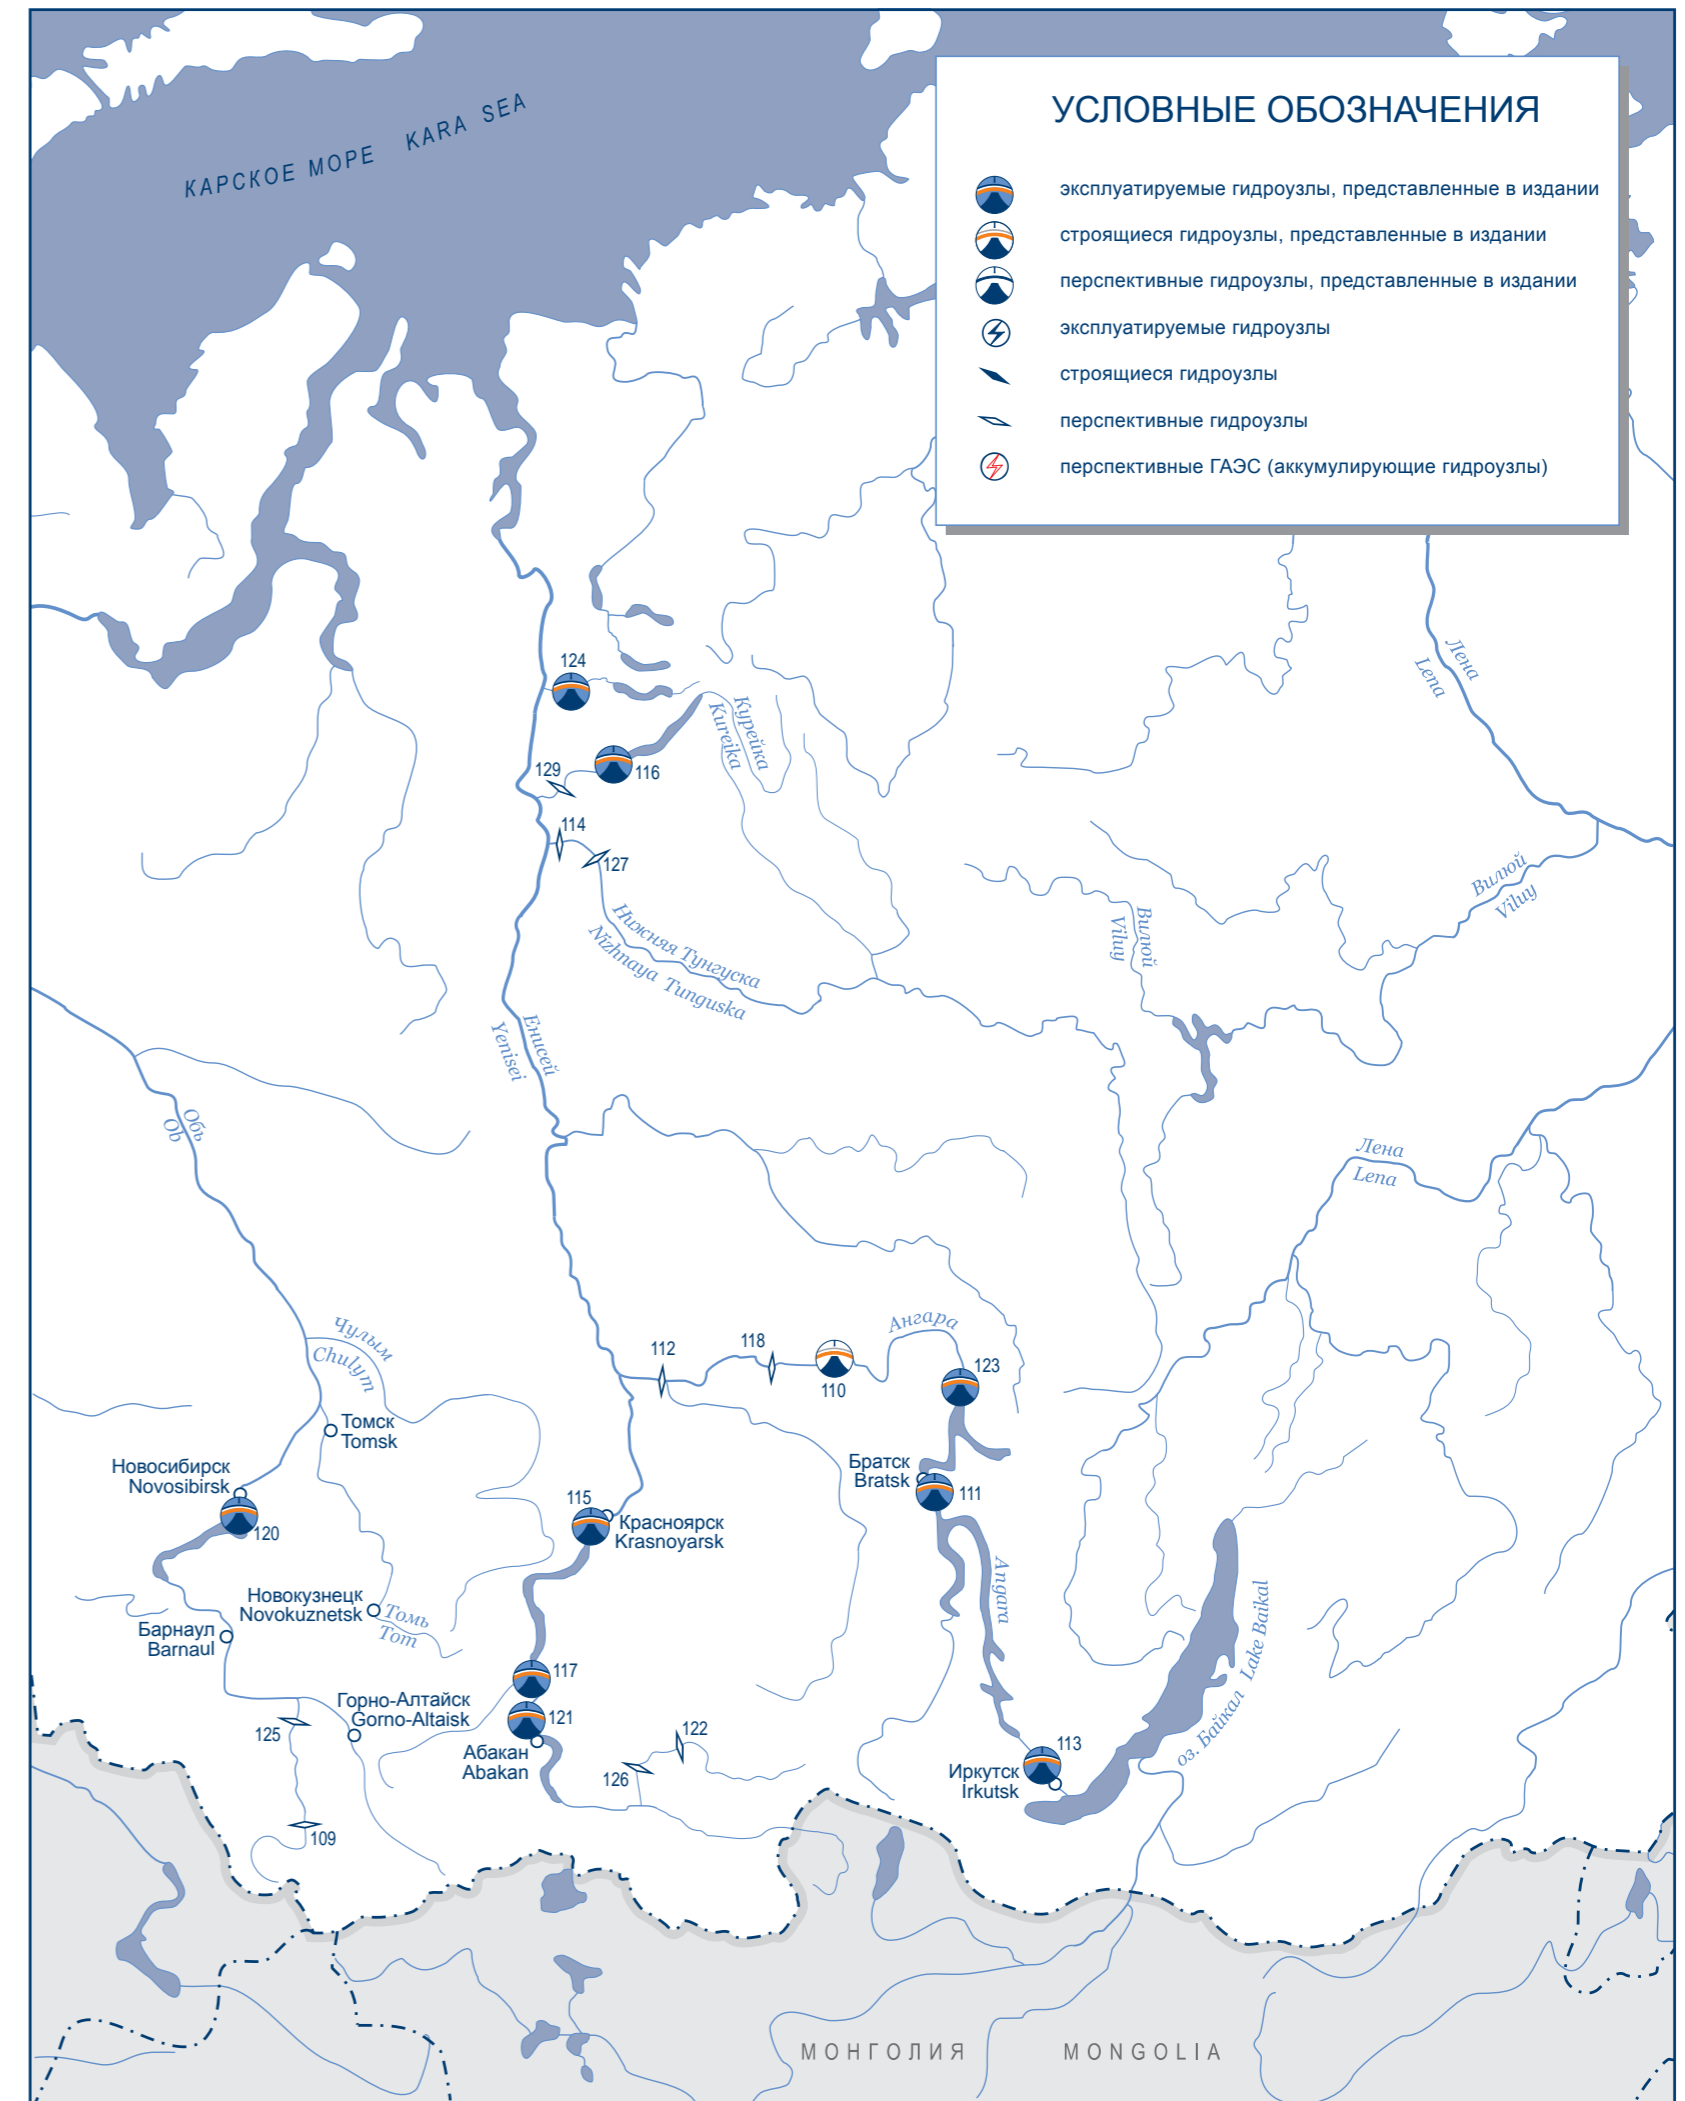 КАРСКОЕ МОРЕ KARA SEA
УСЛОВНЫЕ ОБОЗНАЧЕНИЯ
эксплуатируемые гидроузлы, представленные в издании
строящиеся гидроузлы, представленные в издании
перспективные гидроузлы, представленные в издании
эксплуатируемые гидроузлы
строящиеся гидроузлы
перспективные гидроузлы
перспективные ГАЭС (аккумулирующие гидроузлы)
Лена
Lena
124
Курейка
Kureika
129
116
114
127
Нижняя Тунгуска
Nizhnaya Tunguska
Вилюй
Viluy
Вилюй
Viluy
Енисей
Yenisei
Обь
Ob
Лена
Lena
Чулым
Chulym
112
118
110
Ангара
123
Томск
Tomsk
Новосибирск
Novosibirsk
120
115
Красноярск
Krasnoyarsk
Братск
Bratsk
111
Angara
Новокузнецк
Novokuznetsk
Томь
Tom
Барнаул
Barnaul
117
121
Абакан
Abakan
Горно-Алтайск
Gorno-Altaisk
125
109
122
126
113
Иркутск
Irkutsk
оз. Байкал Lake Baikal
МОНГОЛИЯ MONGOLIA